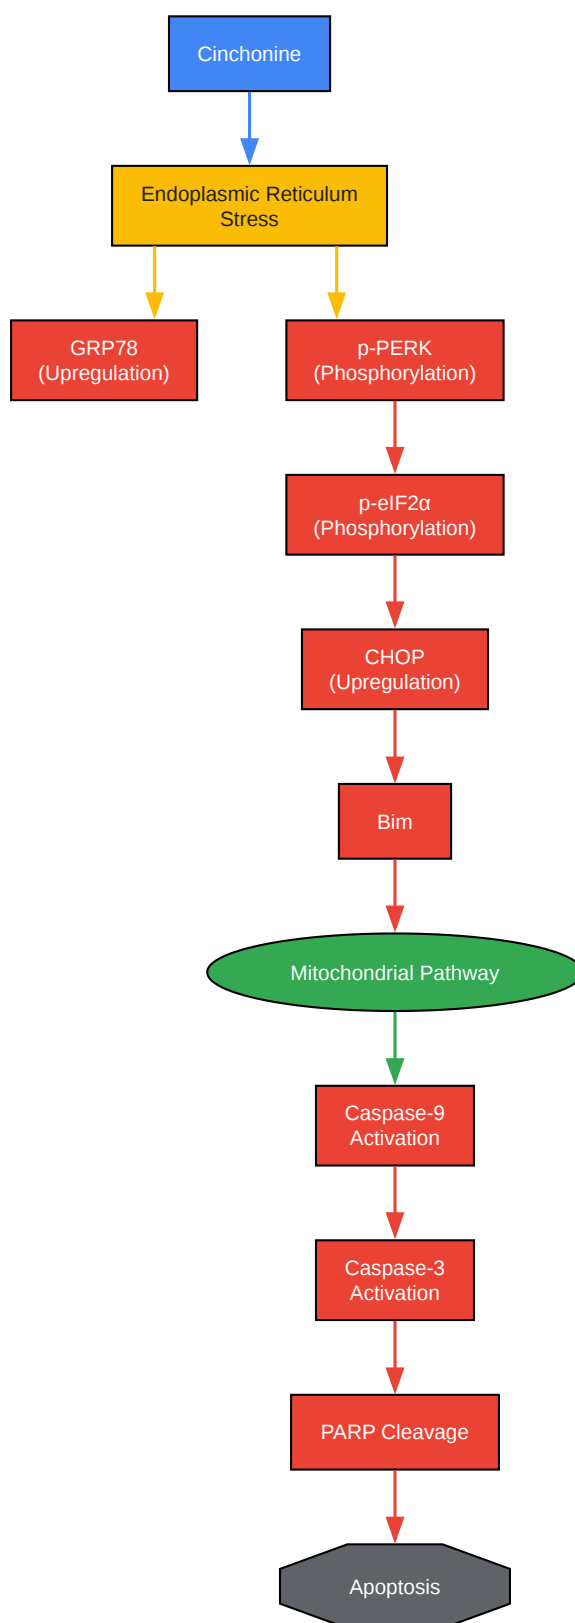 Cinchonine
Endoplasmic Reticulum
Stress
GRP78
(Upregulation)
p-PERK
(Phosphorylation)
p-eIF2α
(Phosphorylation)
CHOP
(Upregulation)
Bim
Mitochondrial Pathway
Caspase-9
Activation
Caspase-3
Activation
PARP Cleavage
Apoptosis